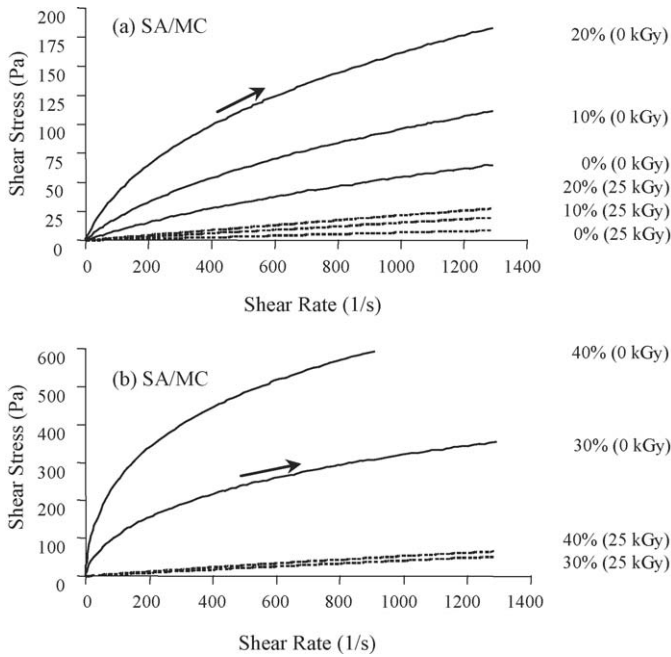 (a) SA/MC
Shear Stress (Pa)
200
175
150
125
100
75
50
25
0
0 200 400 600 800 1000 1200 1400
Shear Rate (1/s)
20% (0 kGy)
10% (0 kGy)
0% (0 kGy)
20% (25 kGy)
10% (25 kGy)
0% (25 kGy)
(b) SA/MC
Shear Stress (Pa)
600
600
400
300
200
100
0
0 200 400 600 800 1000 1200 1400
Shear Rate (1/s)
40% (0 kGy)
30% (0 kGy)
40% (25 kGy)
30% (25 kGy)